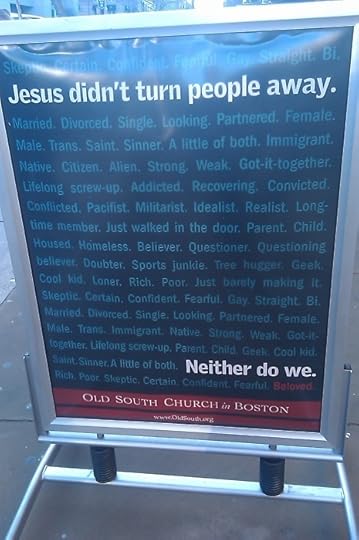 Skeptic. Certain. Confident. Fearful. Gay. Straight. Bi.
Jesus didn't turn people away.
Married. Divorced. Single. Looking. Partnered. Female.
Male. Trans. Saint. Sinner. A little of both. Immigrant.
Native. Citizen. Alien. Strong. Weak. Got-it-together.
Lifelong screw-up. Addicted. Recovering. Convicted.
Conflicted. Pacifist. Militarist. Idealist. Realist. Long-
time member. Just walked in the door. Parent. Child.
Housed. Homeless. Believer. Questioner. Questioning
believer. Doubter. Sports junkie. Tree hugger. Geek.
Cool kid. Loner. Rich. Poor. Just barely making it.
Skeptic. Certain. Confident. Fearful. Gay. Straight. Bi.
Married. Divorced. Single. Looking. Partnered. Female.
Male. Trans. Immigrant. Native. Strong. Weak. Got-it-
together. Lifelong screw-up. Parent. Child. Geek. Cool kid.
Saint. Sinner. A little of both. Neither do we.
Rich. Poor. Skeptic. Certain. Confident. Fearful. Beloved.
OLD SOUTH CHURCH in BOSTON
www.OldSouth.org